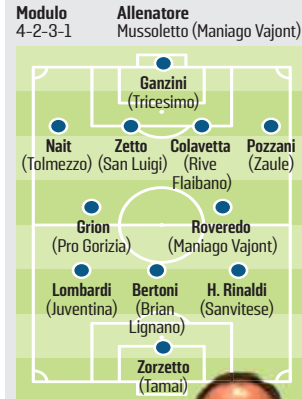 Modulo Allenatore
4-2-3-1 Mussoletto (Maniago Vajont)
Ganzini
(Tricesimo)
Nait Zetto Colavetta Pozzani
(Tolmezzo) (San Luigi) (Rive (Zaule)
Flaibano)
Grion Roveredo
(Pro Gorizia) (Maniago Vajont)
Lombardi Bertoni H. Rinaldi
(Juventina) (Brian (Sanvitese)
Lignano)
Zorzetto
(Tamai)